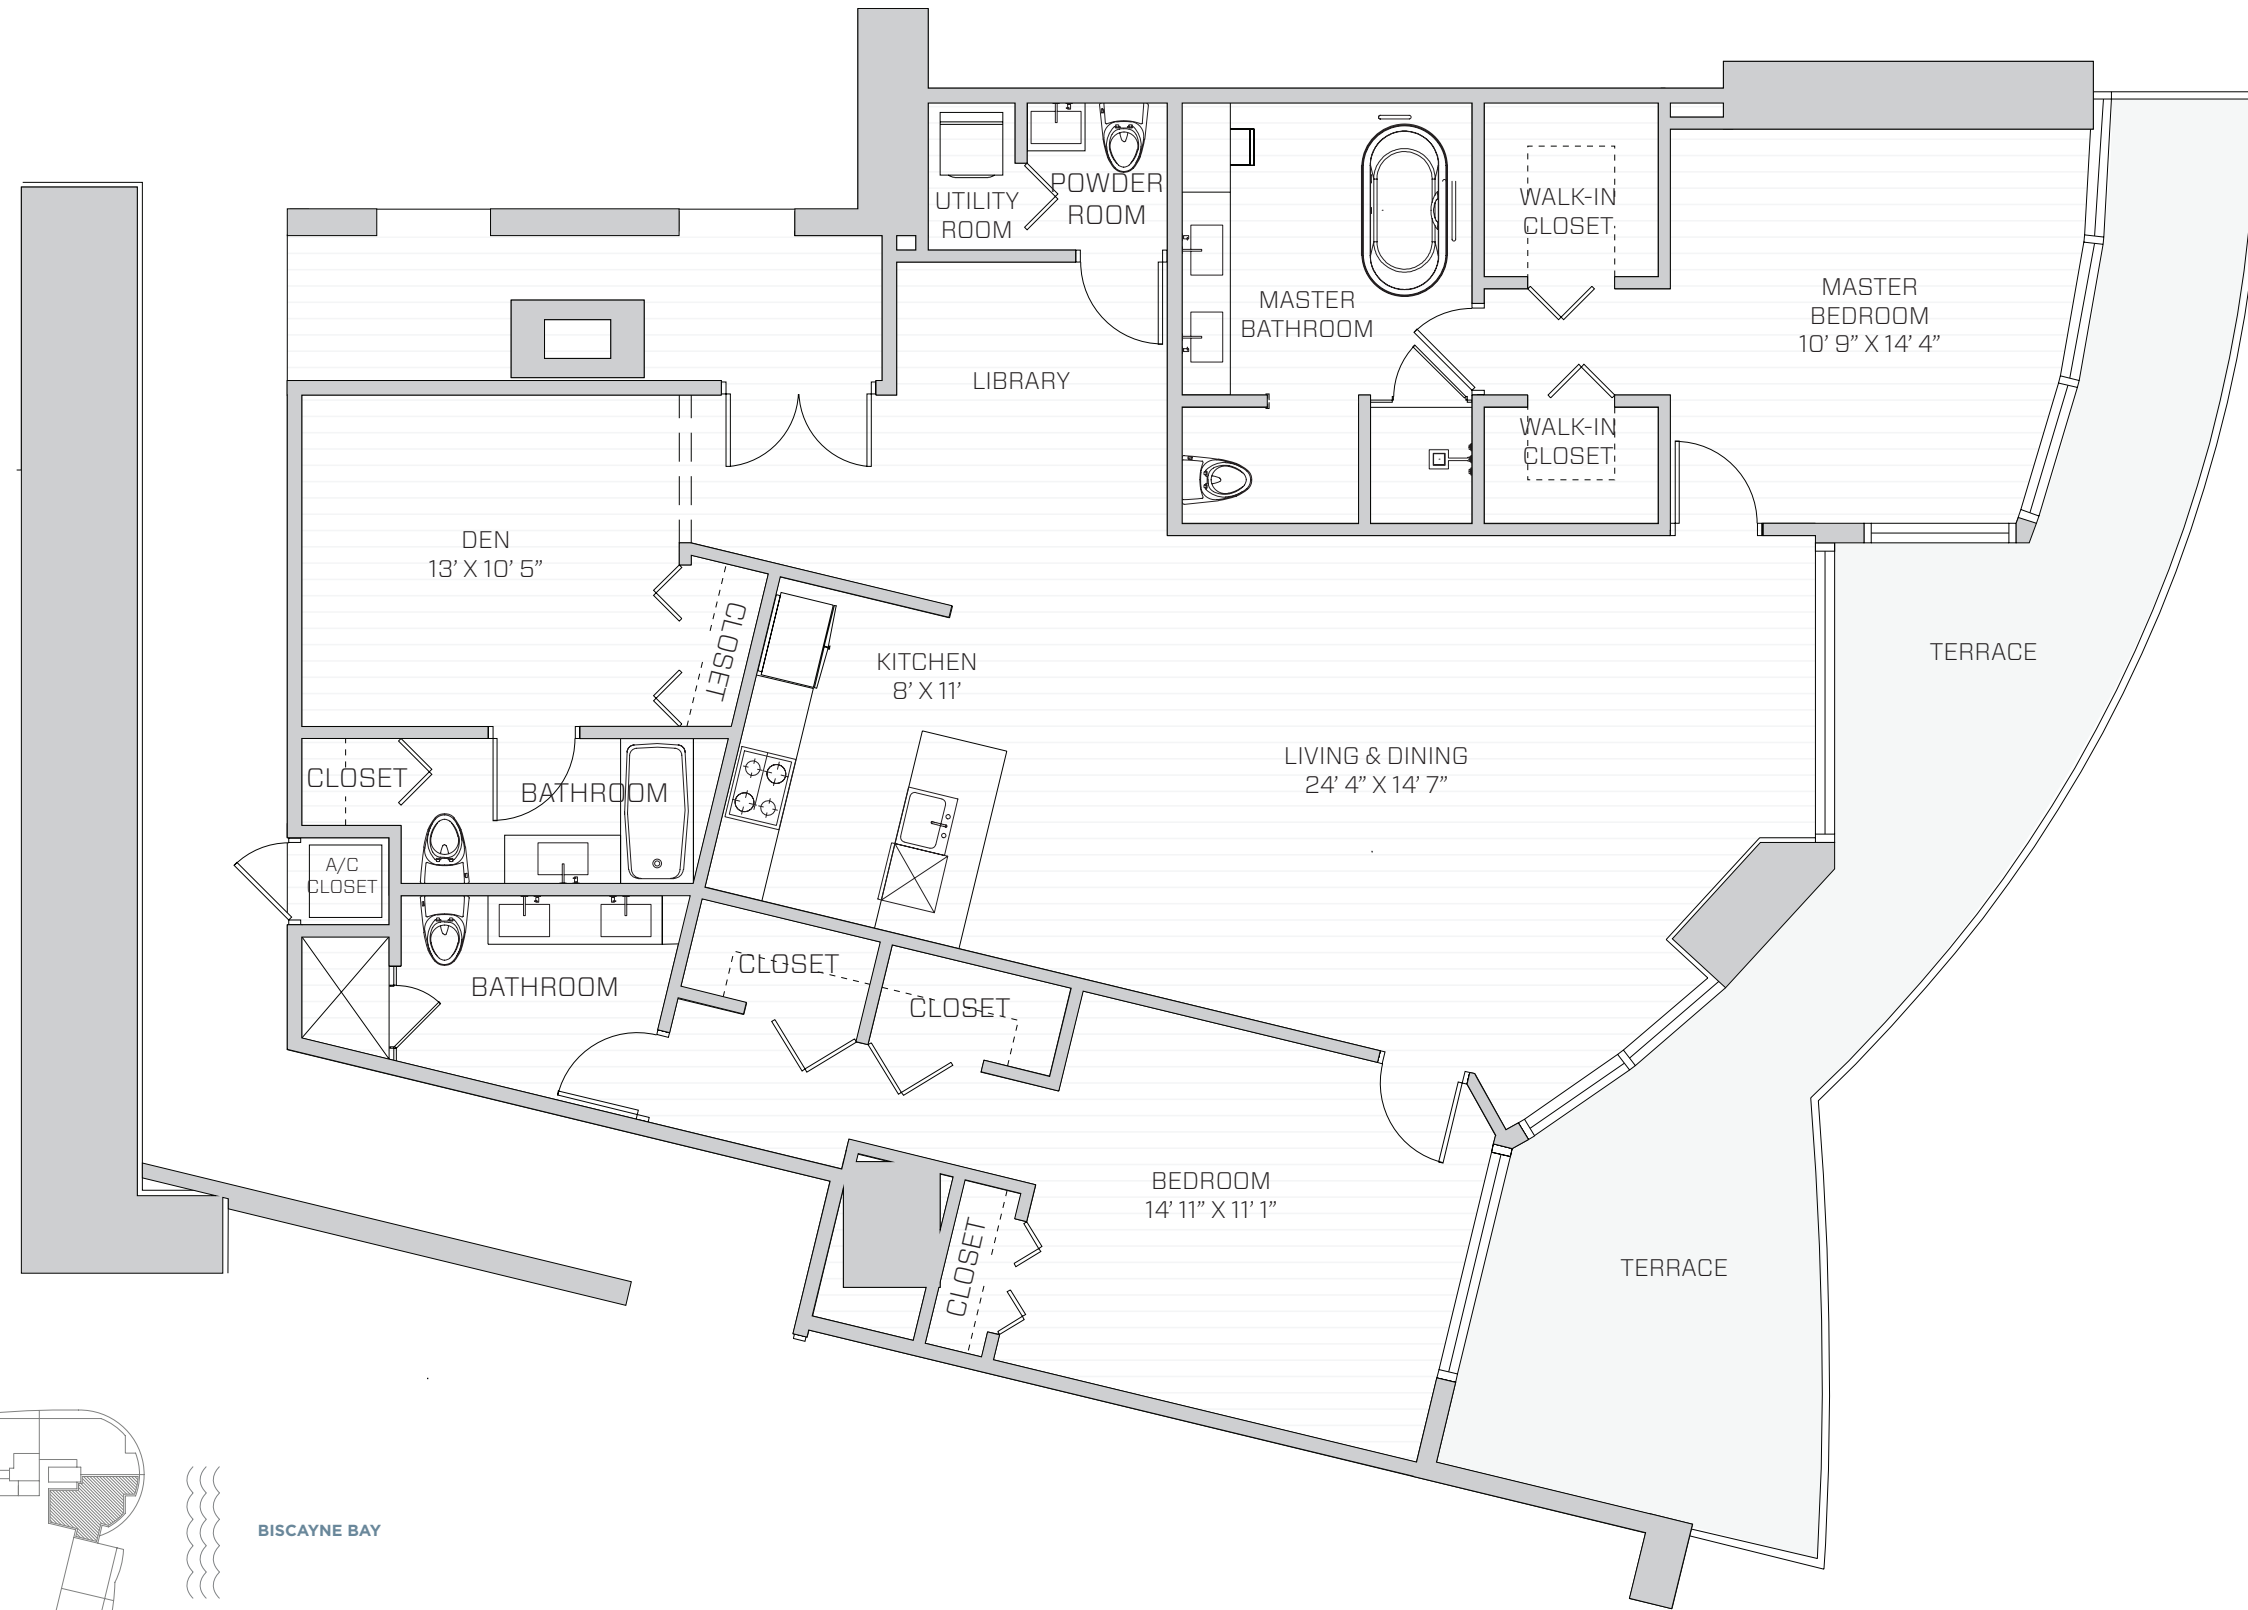 UTILITY
ROOM
POWDER
ROOM
WALK-IN
CLOSET
MASTER
BATHROOM
MASTER
BEDROOM
10’ 9” X 14’ 4”
LIBRARY
WALK-IN
CLOSET
DEN
13’ X 10’ 5”
CLOSET
KITCHEN
8’ X 11’
TERRACE
LIVING & DINING
24’ 4” X 14’ 7”
CLOSET
BATHROOM
A/C
CLOSET
BATHROOM
CLOSET
CLOSET
BEDROOM
14’ 11” X 11’ 1”
CLOSET
TERRACE
BISCAYNE BAY